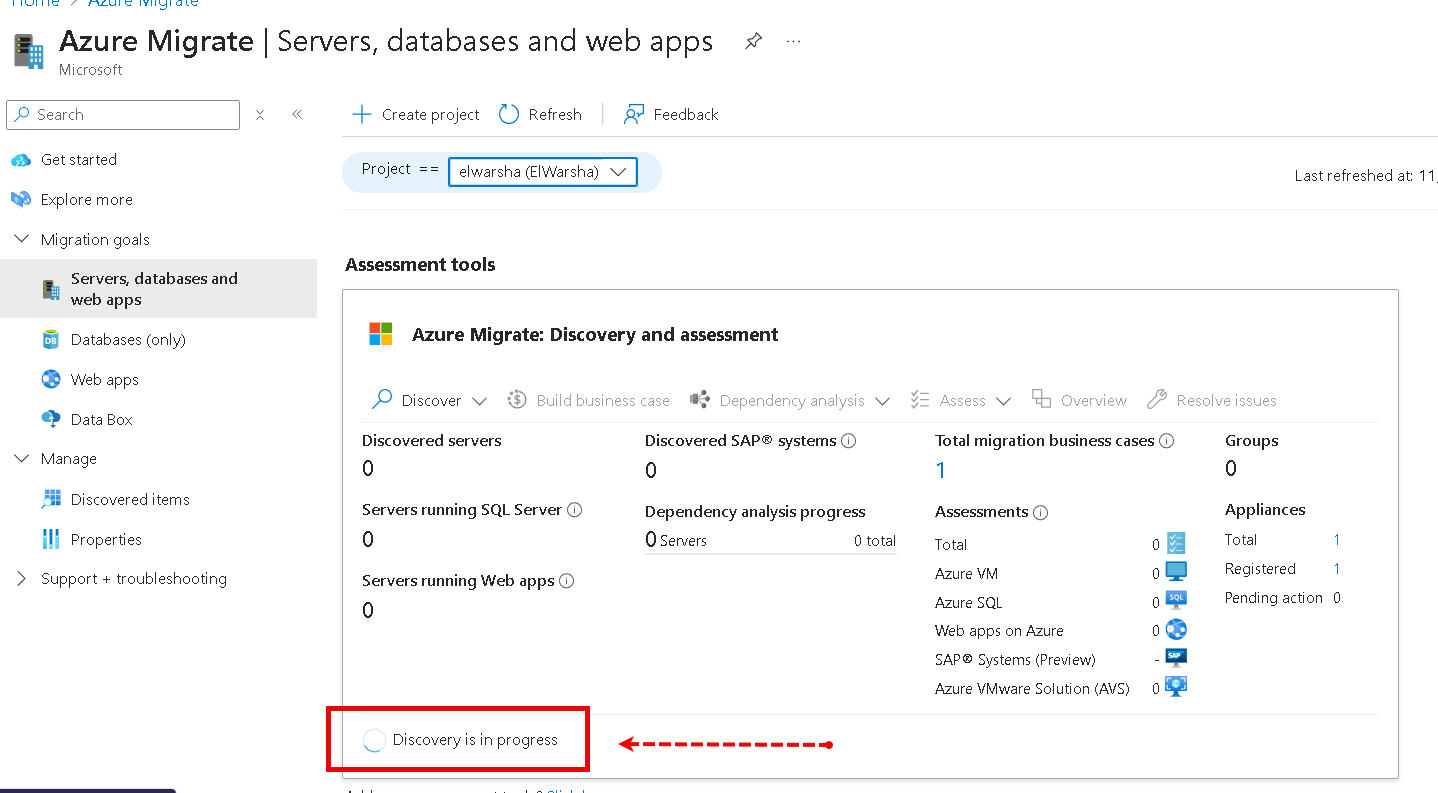 Home > Azure Migrate
Azure Migrate | Servers, databases and web apps
Microsoft
Search
Get started
Explore more
Migration goals
Servers, databases and
web apps
Databases (only)
Web apps
Data Box
Manage
Discovered items
Properties
Support + troubleshooting
Create project
Refresh
Feedback
Project == elwarsha (ElWarsha)
Last refreshed at: 11
Assessment tools
Azure Migrate: Discovery and assessment
Discover
Build business case
Dependency analysis
Assess
Overview
Resolve issues
Discovered servers
0
Servers running SQL Server
0
Servers running Web apps
0
Discovered SAP® systems
0
Dependency analysis progress
0 Servers 0 total
Total migration business cases
1
Assessments
Total 0
Azure VM 0
Azure SQL 0
Web apps on Azure 0
SAP® Systems (Preview) -
Azure VMware Solution (AVS) 0
Groups
0
Appliances
Total 1
Registered 1
Pending action 0
Discovery is in progress